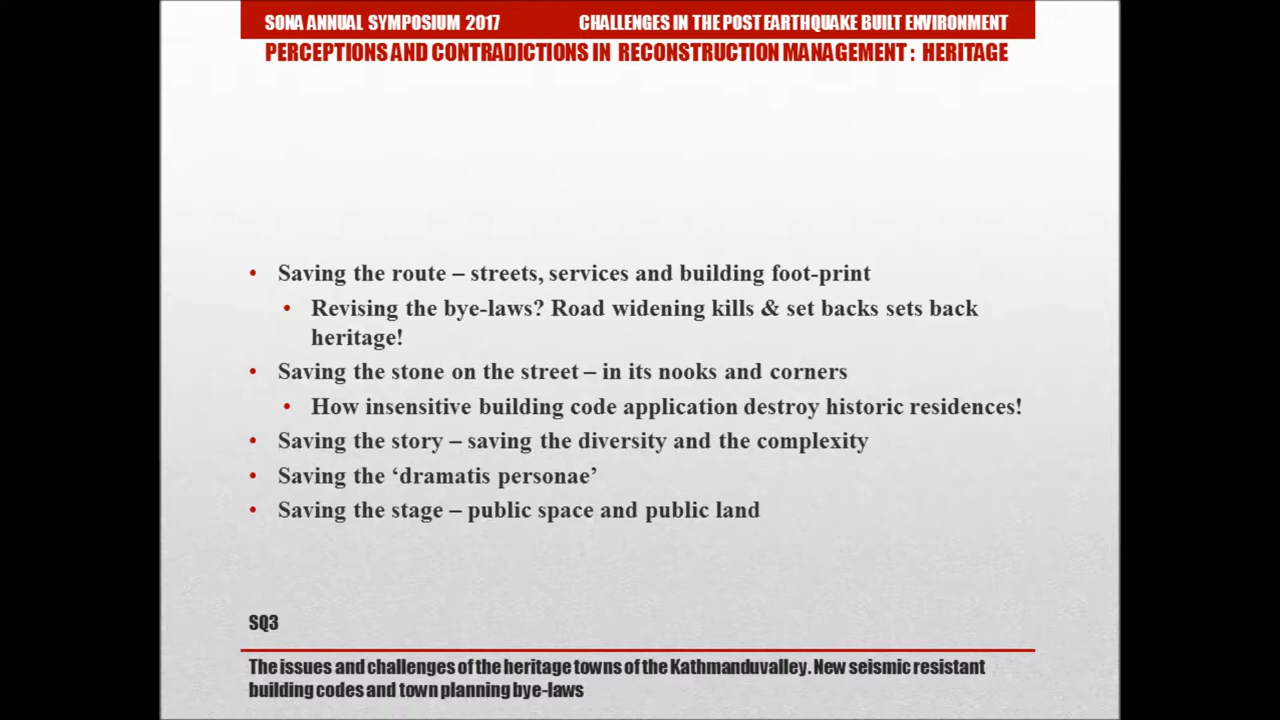 SONA ANNUAL SYMPOSIUM 2017 CHALLENGES IN THE POST EARTHQUAKE BUILT ENVIRONMENT
PERCEPTIONS AND CONTRADICTIONS IN RECONSTRUCTION MANAGEMENT : HERITAGE
• Saving the route – streets, services and building foot-print
• Revising the bye-laws? Road widening kills & set backs sets back
heritage!
• Saving the stone on the street – in its nooks and corners
• How insensitive building code application destroy historic residences!
• Saving the story – saving the diversity and the complexity
• Saving the ‘dramatis personae’
• Saving the stage – public space and public land
SQ3
The issues and challenges of the heritage towns of the Kathmanduvalley. New seismic resistant
building codes and town planning bye-laws